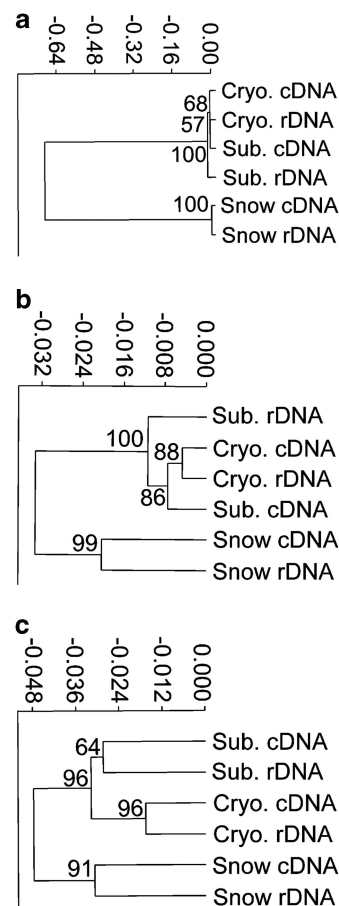 a
-0.64 -0.48 -0.32 -0.16 0.00
Cryo. cDNA
68
Cryo. rDNA
57
Sub. cDNA
100
Sub. rDNA
100 Snow cDNA
Snow rDNA
b
-0.032 -0.024 -0.016 -0.008 0.000
Sub. rDNA
100
88 Cryo. cDNA
Cryo. rDNA
86
Sub. cDNA
99 Snow cDNA
Snow rDNA
c
-0.048 -0.036 -0.024 -0.012 0.000
64 Sub. cDNA
Sub. rDNA
96
96 Cryo. cDNA
Cryo. rDNA
91 Snow cDNA
Snow rDNA